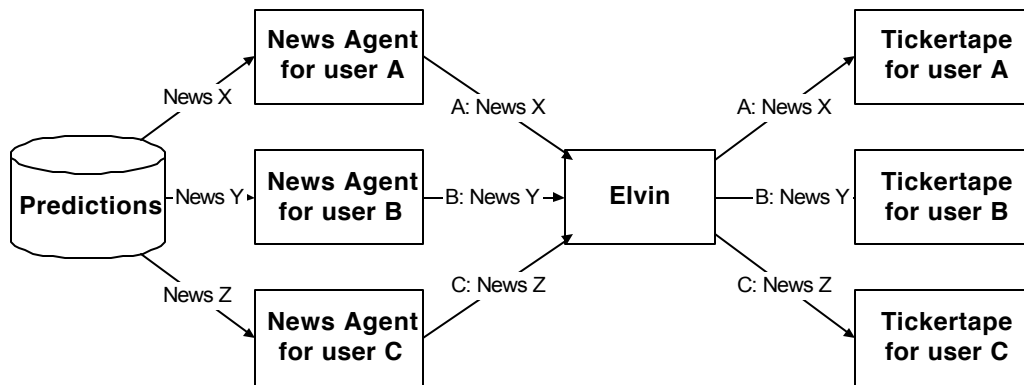 News Agent
for user A
Tickertape
for user A
News X
A: News X
A: News X
Predictions
News Y
News Agent
for user B
B: News Y
Elvin
B: News Y
Tickertape
for user B
News Z
C: News Z
C: News Z
News Agent
for user C
Tickertape
for user C